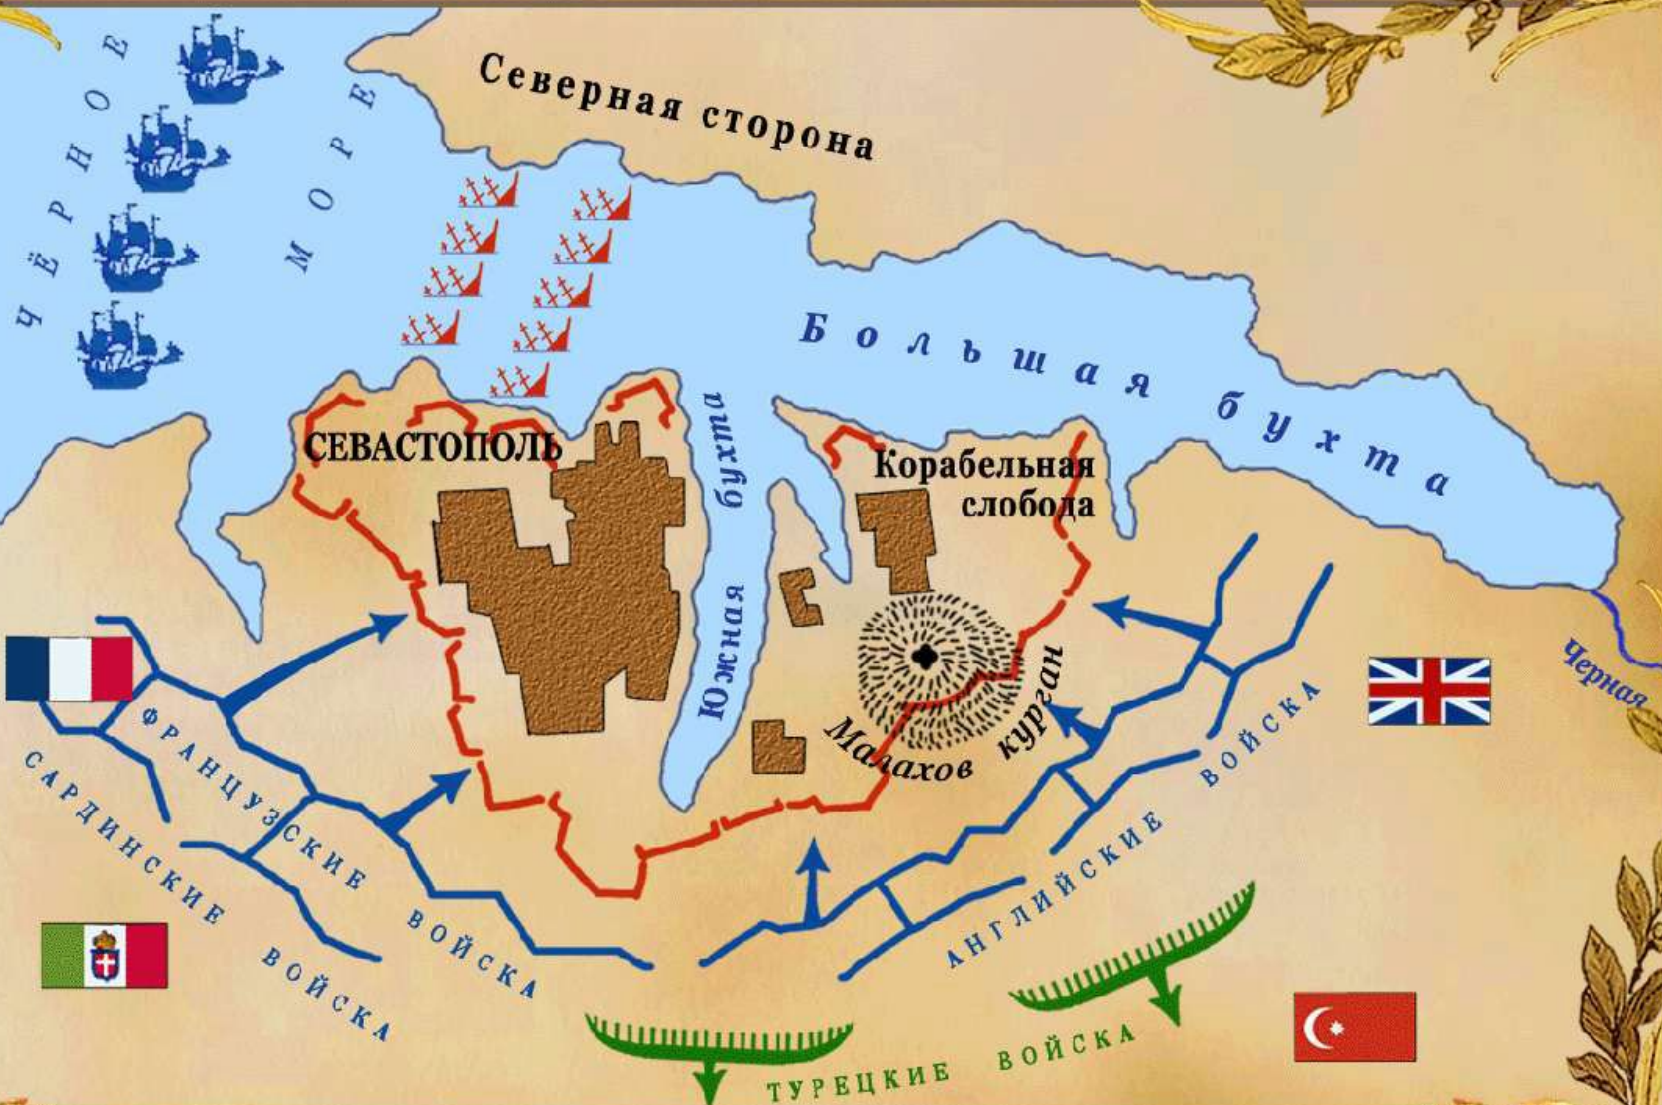 ЧЁРНОЕ
МОРЕ
Северная сторона
Большая бухта
СЕВАСТОПОЛЬ
Южная бухта
Корабельная
слобода
Малахов курган
Черная
ФРАНЦУЗСКИЕ ВОЙСКА
САРДИНСКИЕ ВОЙСКА
АНГЛИЙСКИЕ ВОЙСКА
ТУРЕЦКИЕ ВОЙСКА